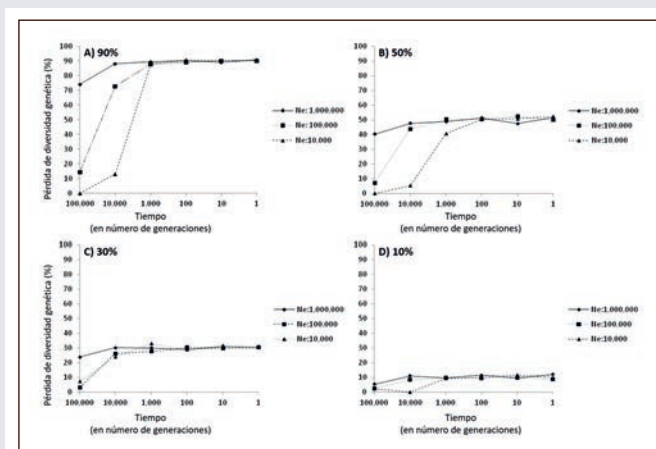 A) 90%
Pérdida de diversidad genética (%)
100
90
80
70
60
50
40
30
20
10
0
100.000 10.000 1.000 100 10 1
Tiempo
(en número de generaciones)
Ne:1.000.000
Ne:100.000
Ne:10.000
B) 50%
100
90
80
70
60
50
40
30
20
10
0
100.000 10.000 1.000 100 10 1
Tiempo
(en número de generaciones)
Ne:1.000.000
Ne:100.000
Ne:10.000
C) 30%
Pérdida de diversidad genética (%)
100
90
80
70
60
50
40
30
20
10
0
100.000 10.000 1.000 100 10 1
Tiempo
(en número de generaciones)
Ne:1.000.000
Ne:100.000
Ne:10.000
D) 10%
100
90
80
70
60
50
40
30
20
10
0
100.000 10.000 1.000 100 10 1
Tiempo
(en número de generaciones)
Ne:1.000.000
Ne:100.000
Ne:10.000